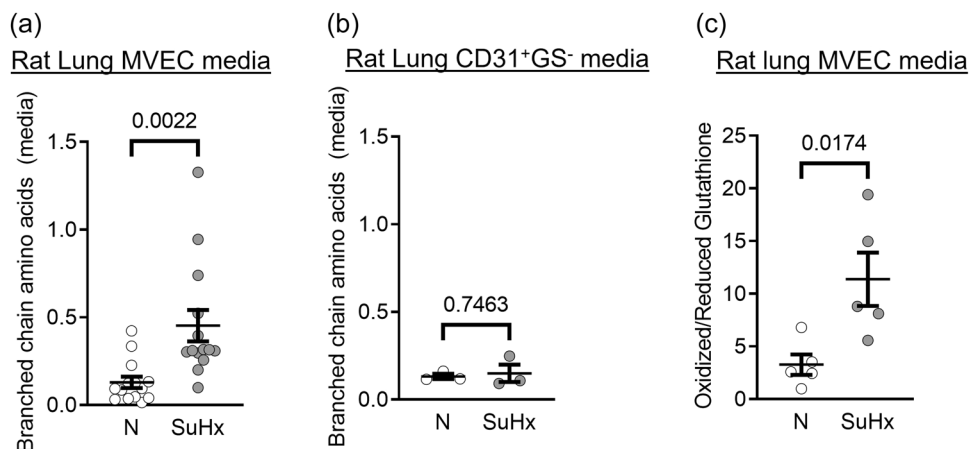 (a)
Rat Lung MVEC media
Branched chain amino acids (media)
1.5
1.0
0.5
0.0
0.0022
N
SuHx
(b)
Rat Lung CD31⁺GS⁻ media
Branched chain amino acids (media)
1.5
1.0
0.5
0.0
0.7463
N
SuHx
(c)
Rat lung MVEC media
Oxidized/Reduced Glutathione
25
20
15
10
5
0
0.0174
N
SuHx